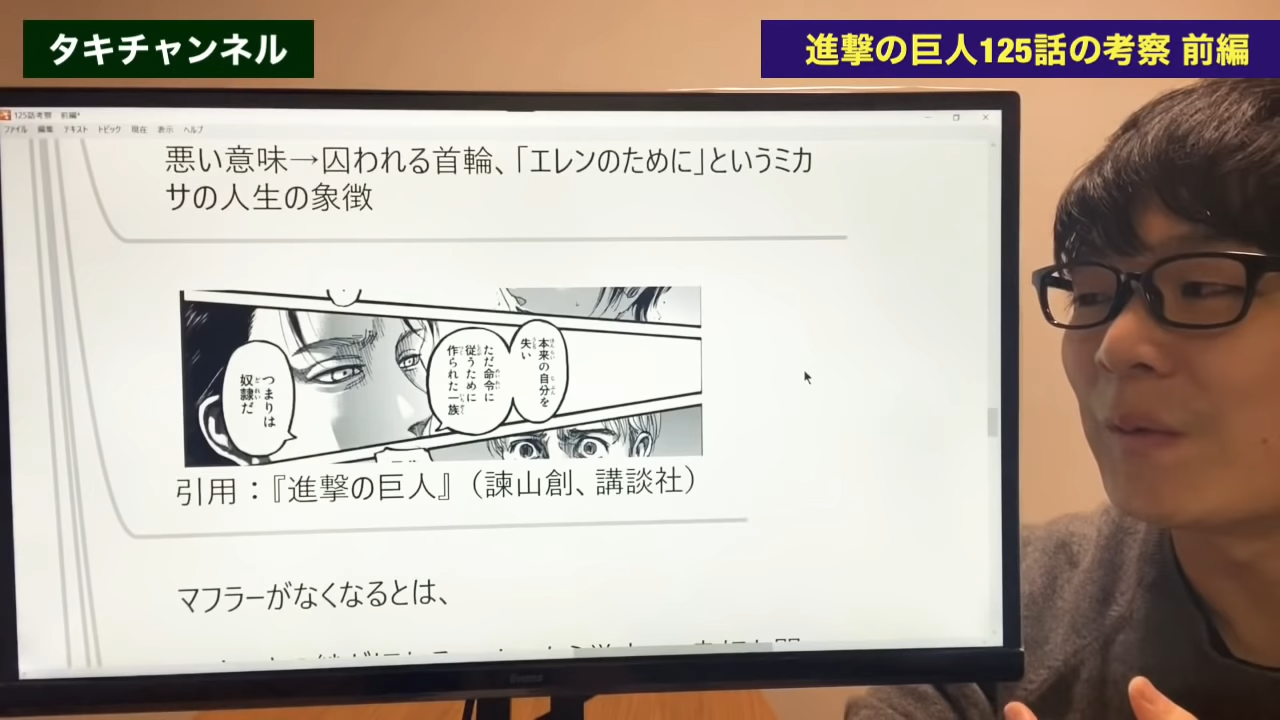 タキチャンネル
進撃の巨人125話の考察 前編
125話考察 前編*
ファイル 編集 テキスト トピック 現在 表示 ヘルプ
悪い意味→囚われる首輪、「エレンのために」というミカ
サの人生の象徴
本来の自分を
失い
ただ命令に
従うために
作られた一族
つまりは
奴隷だ
引用：『進撃の巨人』（諫山創、講談社）
マフラーがなくなるとは、